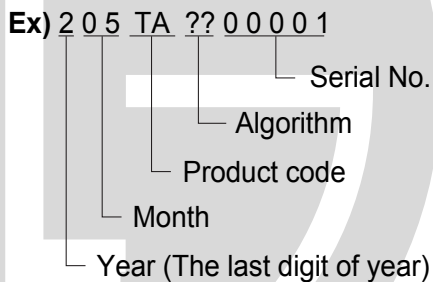 Ex) 2 0 5 TA ?? 0 0 0 0 1
Serial No.
Algorithm
Product code
Month
Year (The last digit of year)